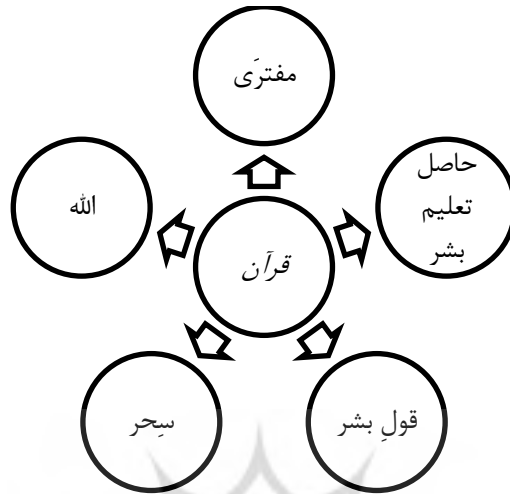 مفترَی
حاصل
تعلیم
بشر
الله
قرآن
قولِ بشر
سِحر